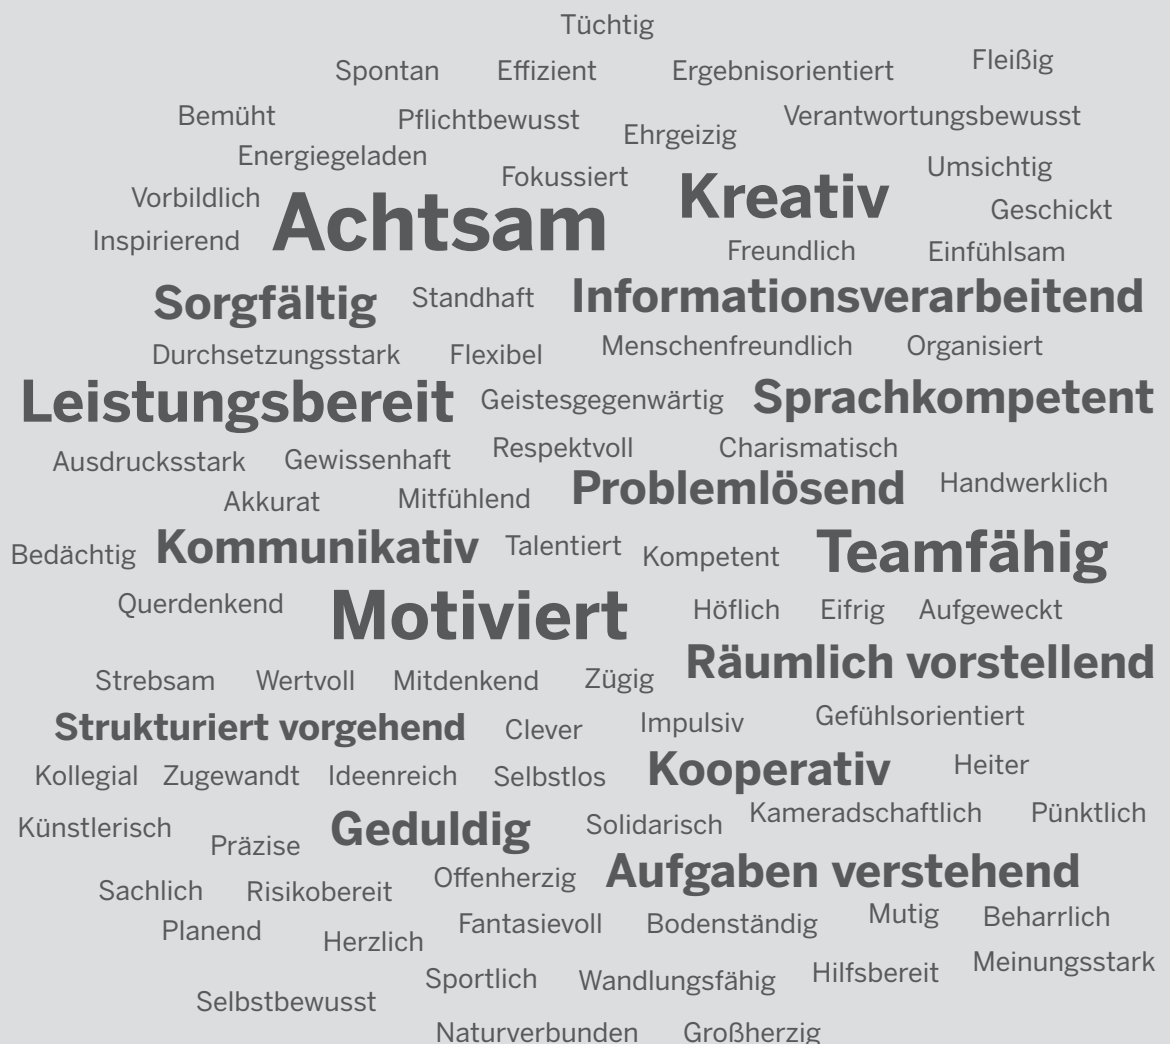 Tüchtig
Spontan Effizient Ergebnisorientiert Fleißig
Bemüht Pflichtbewusst Ehrgeizig Verantwortungsbewusst
Energiegeladen Fokussiert Umsichtig
Vorbildlich Achtsam Kreativ Geschickt
Inspirierend Freundlich Einfühlsam
Sorgfältig Standhaft Informationsverarbeitend
Durchsetzungsstark Flexibel Menschenfreundlich Organisiert
Leistungsbereit Geistesgegenwärtig Sprachkompetent
Ausdrucksstark Gewissenhaft Respektvoll Charismatisch
Akkurat Mitfühlend Problemlösend Handwerklich
Bedächtig Kommunikativ Talentiert Kompetent Teamfähig
Querdenkend Motiviert Höflich Eifrig Aufgeweckt
Strebsam Wertvoll Mitdenkend Zügig Räumlich vorstellend
Strukturiert vorgehend Clever Impulsiv Gefühlsorientiert
Kollegial Zugewandt Ideenreich Selbstlos Kooperativ Heiter
Künstlerisch Präzise Geduldig Solidarisch Kameradschaftlich Pünktlich
Sachlich Risikobereit Offenherzig Aufgaben verstehend
Planend Herzlich Fantasievoll Bodenständig Mutig Beharrlich
Selbstbewusst Sportlich Wandlungsfähig Hilfsbereit Meinungsstark
Naturverbunden Großherzig